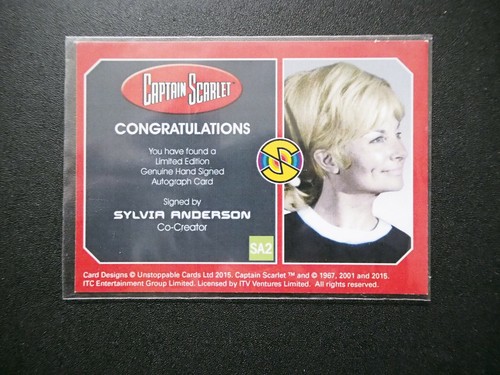 CAPTAIN SCARLET
CONGRATULATIONS
You have found a
Limited Edition
Genuine Hand Signed
Autograph Card
Signed by
SYLVIA ANDERSON
Co-Creator
S
SA2
Card Designs © Unstoppable Cards Ltd 2015. Captain Scarlet ™ and © 1967, 2001 and 2015.
ITC Entertainment Group Limited. Licensed by ITV Ventures Limited. All rights reserved.